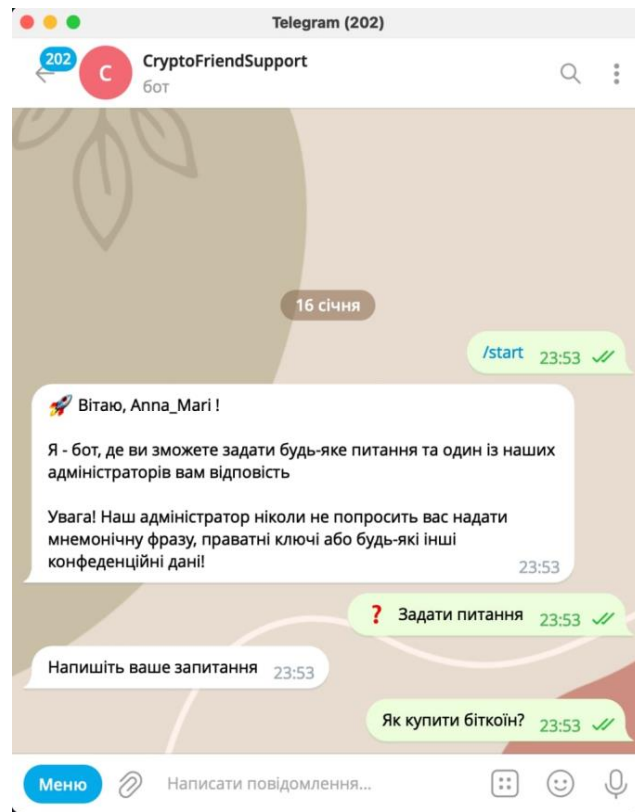 Telegram (202)
202
C
CryptoFriendSupport
бот
16 січня
/start 23:53
🚀 Вітаю, Anna_Mari !
Я - бот, де ви зможете задати будь-яке питання та один із наших
адміністраторів вам відповість
Увага! Наш адміністратор ніколи не попросить вас надати
мнемонічну фразу, праватні ключі або будь-які інші
конфеденційні дані!
23:53
❓ Задати питання 23:53
Напишіть ваше запитання 23:53
Як купити біткоїн? 23:53
Меню
Написати повідомлення...